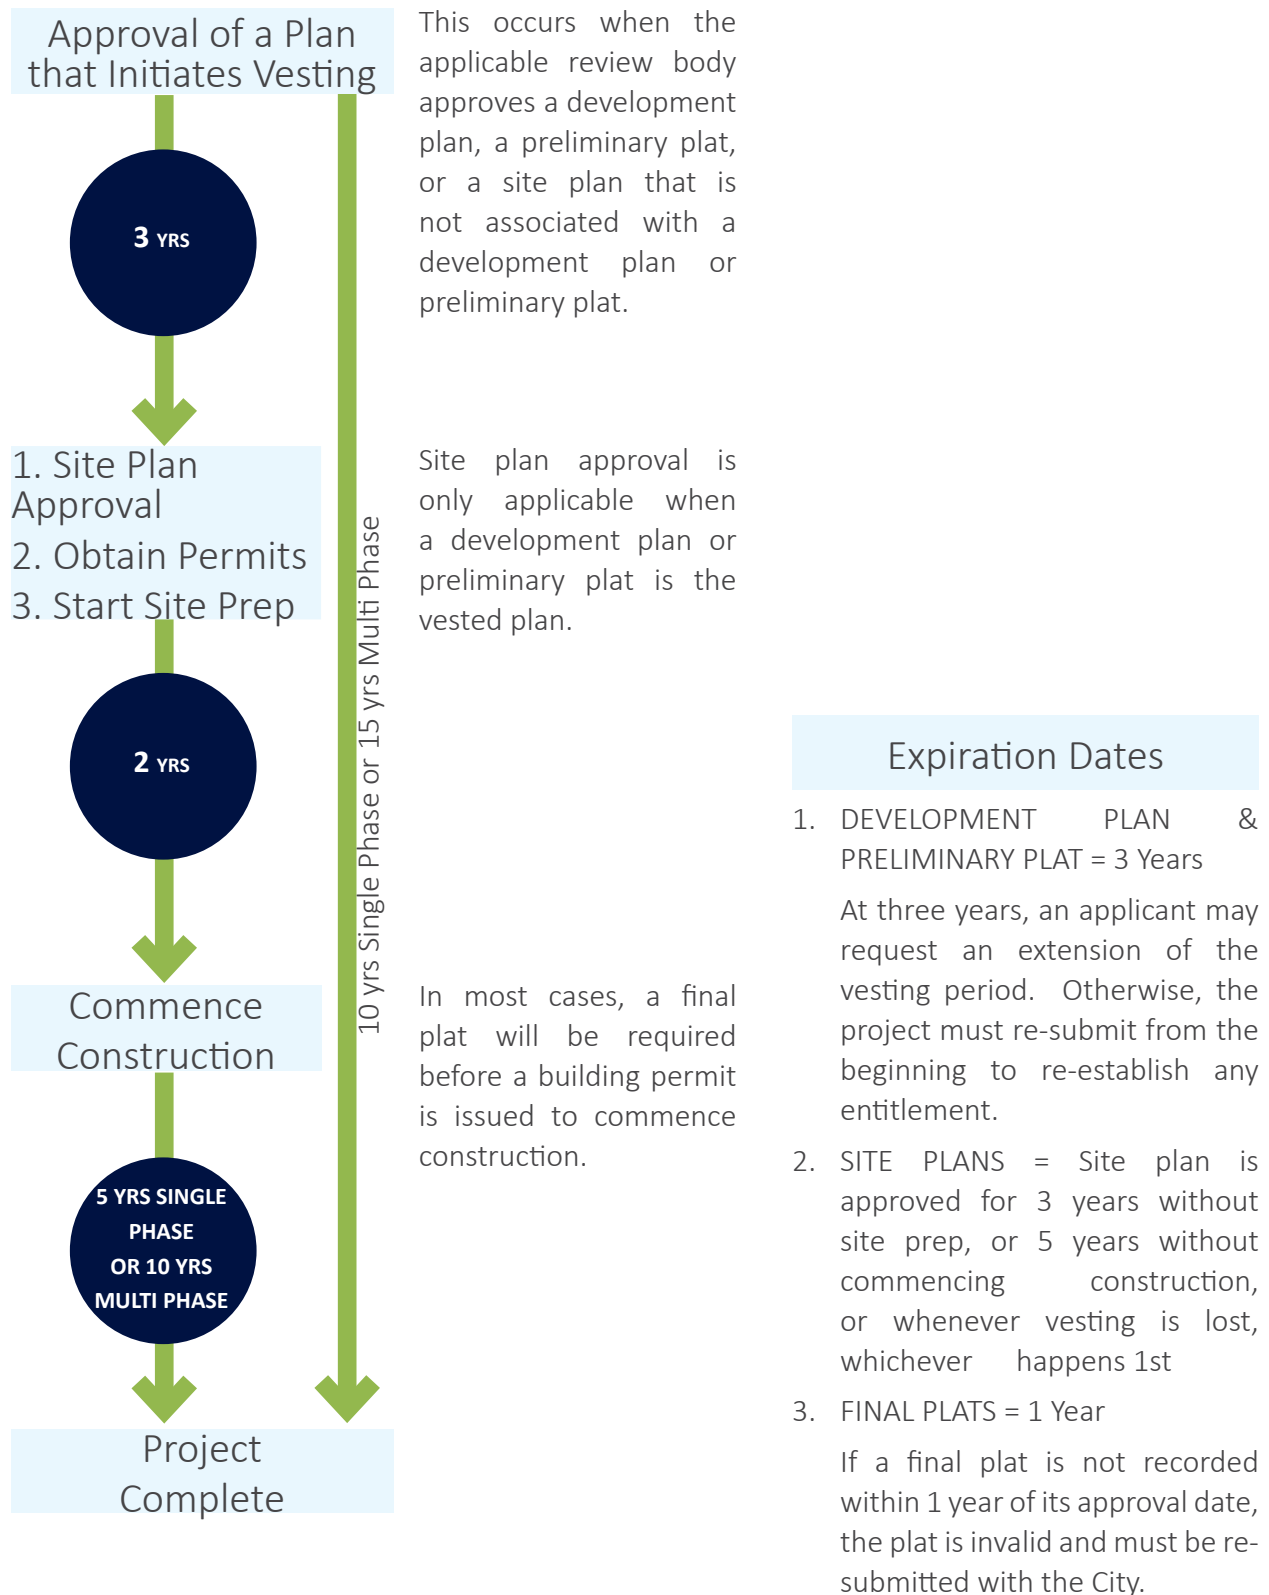 Approval of a Plan
that Initiates Vesting
This occurs when the
applicable review body
approves a development
plan, a preliminary plat,
or a site plan that is
not associated with a
development plan or
preliminary plat.
3 YRS
1. Site Plan
Approval
2. Obtain Permits
3. Start Site Prep
Site plan approval is
only applicable when
a development plan or
preliminary plat is the
vested plan.
10 yrs Single Phase or 15 yrs Multi Phase
2 YRS
Commence
Construction
In most cases, a final
plat will be required
before a building permit
is issued to commence
construction.
5 YRS SINGLE
PHASE
OR 10 YRS
MULTI PHASE
Project
Complete
Expiration Dates
1. DEVELOPMENT PLAN &
PRELIMINARY PLAT = 3 Years
At three years, an applicant may
request an extension of the
vesting period. Otherwise, the
project must re-submit from the
beginning to re-establish any
entitlement.
2. SITE PLANS = Site plan is
approved for 3 years without
site prep, or 5 years without
commencing construction,
or whenever vesting is lost,
whichever happens 1st
3. FINAL PLATS = 1 Year
If a final plat is not recorded
within 1 year of its approval date,
the plat is invalid and must be re-
submitted with the City.